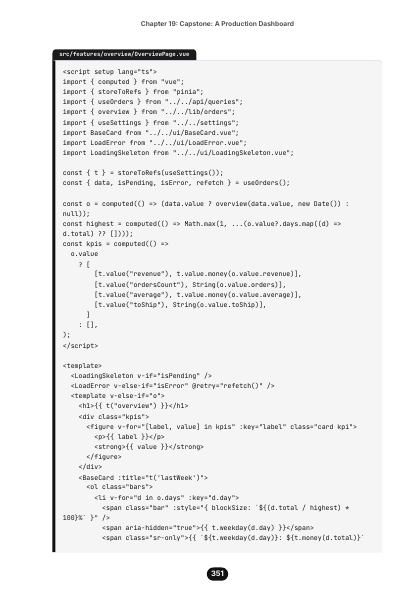 Chapter 19: Capstone: A Production Dashboard
src/features/overview/OverviewPage.vue
<script setup lang="ts">
import { computed } from "vue";
import { storeToRefs } from "pinia";
import { useOrders } from "../../api/queries";
import { overview } from "../../lib/orders";
import { useSettings } from "../../settings";
import BaseCard from "../../ui/BaseCard.vue";
import LoadError from "../../ui/LoadError.vue";
import LoadingSkeleton from "../../ui/LoadingSkeleton.vue";

const { t } = storeToRefs(useSettings());
const { data, isPending, isError, refetch } = useOrders();

const o = computed(() => (data.value ? overview(data.value, new Date()) :
null));
const highest = computed(() => Math.max(1, ...(o.value?.days.map((d) =>
d.total) ?? [])));
const kpis = computed(() =>
  o.value
    ? [
        [t.value("revenue"), t.value.money(o.value.revenue)],
        [t.value("ordersCount"), String(o.value.orders)],
        [t.value("average"), t.value.money(o.value.average)],
        [t.value("toShip"), String(o.value.toShip)],
      ]
    : [],
);
</script>

<template>
  <LoadingSkeleton v-if="isPending" />
  <LoadError v-else-if="isError" @retry="refetch()" />
  <template v-else-if="o">
    <h1>{{ t("overview") }}</h1>
    <div class="kpis">
      <figure v-for="[label, value] in kpis" :key="label" class="card kpi">
        <p>{{ label }}</p>
        <strong>{{ value }}</strong>
      </figure>
    </div>
    <BaseCard :title="t('lastWeek')">
      <ol class="bars">
        <li v-for="d in o.days" :key="d.day">
          <span class="bar" :style="{ blockSize: `${(d.total / highest) *
100}%` }" />
          <span aria-hidden="true">{{ t.weekday(d.day) }}</span>
          <span class="sr-only">{{ `${t.weekday(d.day)}: ${t.money(d.total)}`
351